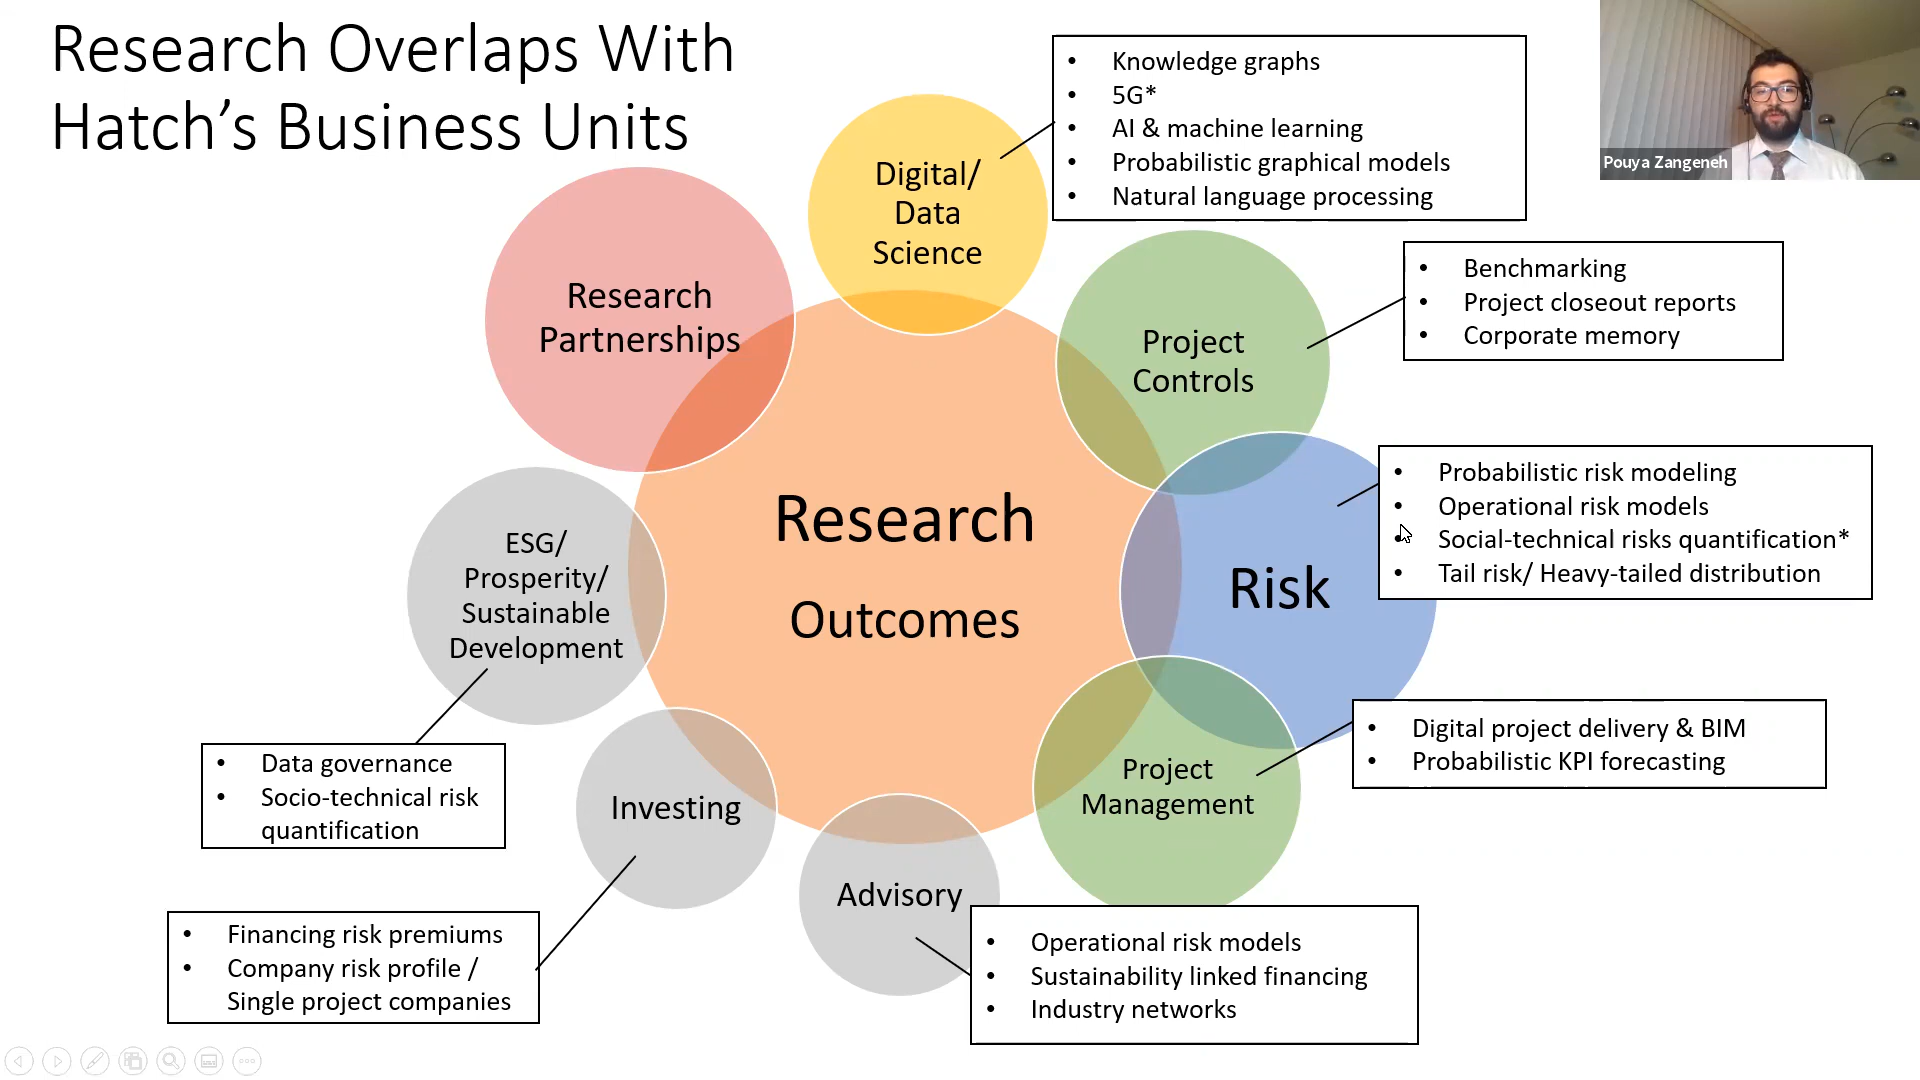 Research Overlaps With
Hatch’s Business Units
• Knowledge graphs
• 5G*
• AI & machine learning
• Probabilistic graphical models
• Natural language processing
Pouya Zangeneh
Digital/
Data
Science
Research
Partnerships
Project
Controls
• Benchmarking
• Project closeout reports
• Corporate memory
• Probabilistic risk modeling
• Operational risk models
• Social-technical risks quantification*
• Tail risk/ Heavy-tailed distribution
Research
Outcomes
Risk
ESG/
Prosperity/
Sustainable
Development
• Digital project delivery & BIM
• Probabilistic KPI forecasting
Project
Management
• Data governance
• Socio-technical risk
quantification
Investing
Advisory
• Financing risk premiums
• Company risk profile /
Single project companies
• Operational risk models
• Sustainability linked financing
• Industry networks